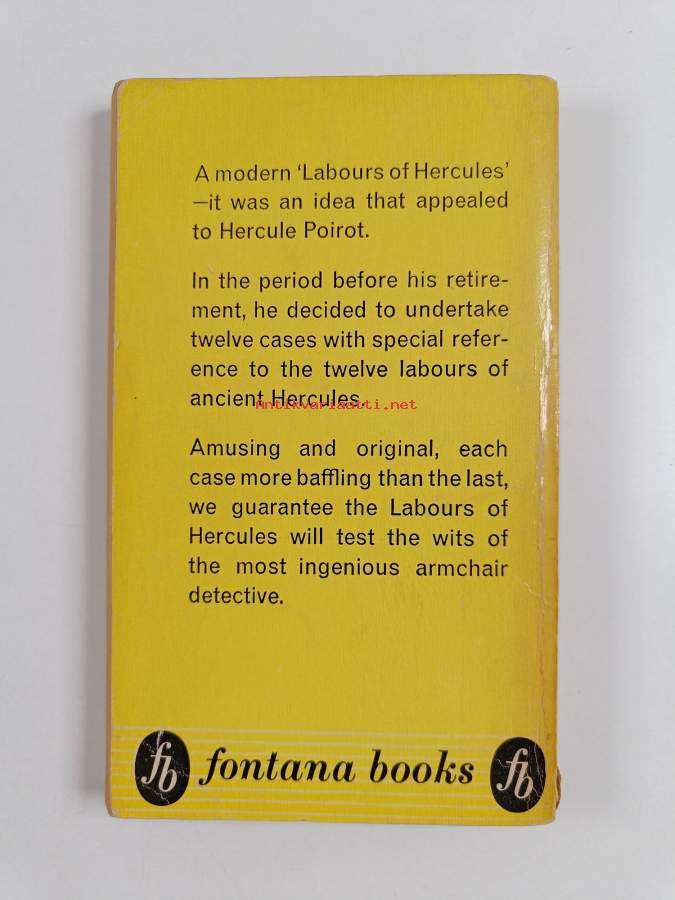 A modern ‘Labours of Hercules’
—it was an idea that appealed
to Hercule Poirot.
In the period before his retire-
ment, he decided to undertake
twelve cases with special refer-
ence to the twelve labours of
ancient Hercules.
Antikvariaatti.net
Amusing and original, each
case more baffling than the last,
we guarantee the Labours of
Hercules will test the wits of
the most ingenious armchair
detective.
fb fontana books fb